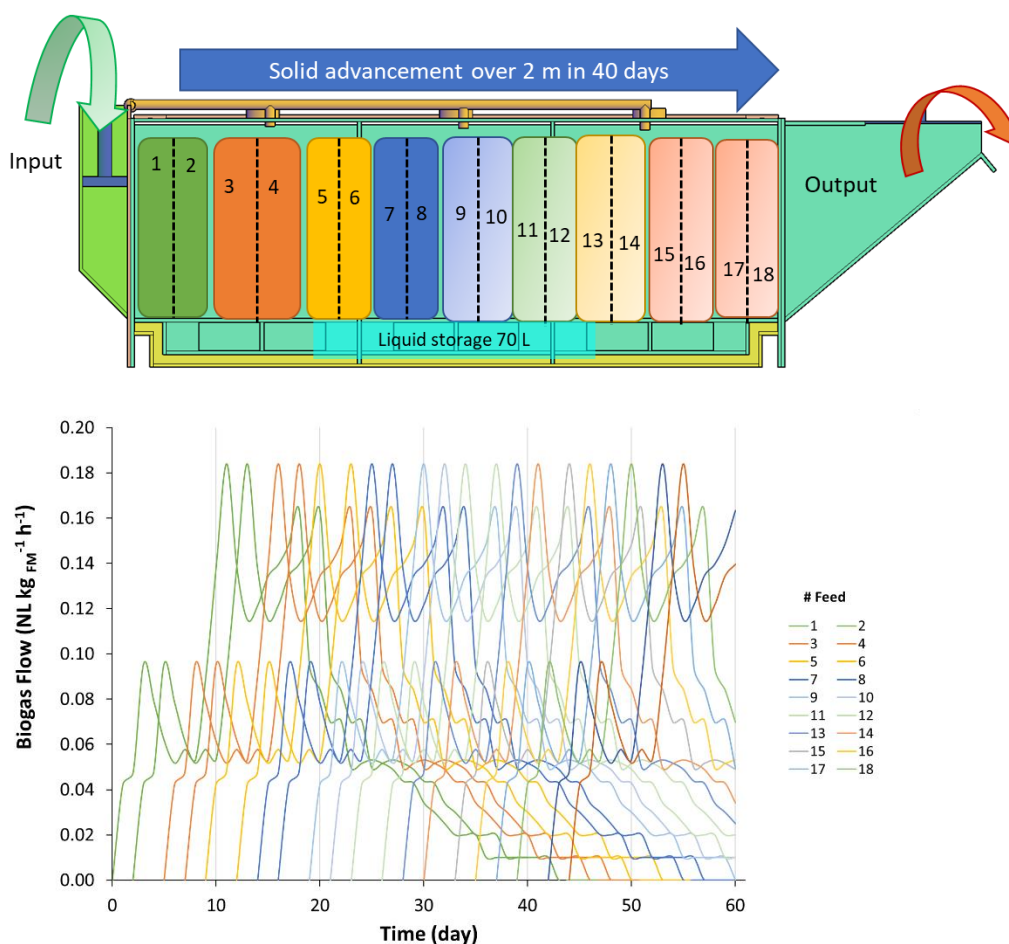 Solid advancement over 2 m in 40 days
Input
1 2 3 4 5 6 7 8 9 10 11 12 13 14 15 16 17 18
Output
Liquid storage 70 L
0.20
0.18
0.16
0.14
0.12
0.10
0.08
0.06
0.04
0.02
0.00
Biogas Flow (NL kg FM⁻¹ h⁻¹)
0 10 20 30 40 50 60
Time (day)
# Feed
1 2
3 4
5 6
7 8
9 10
11 12
13 14
15 16
17 18